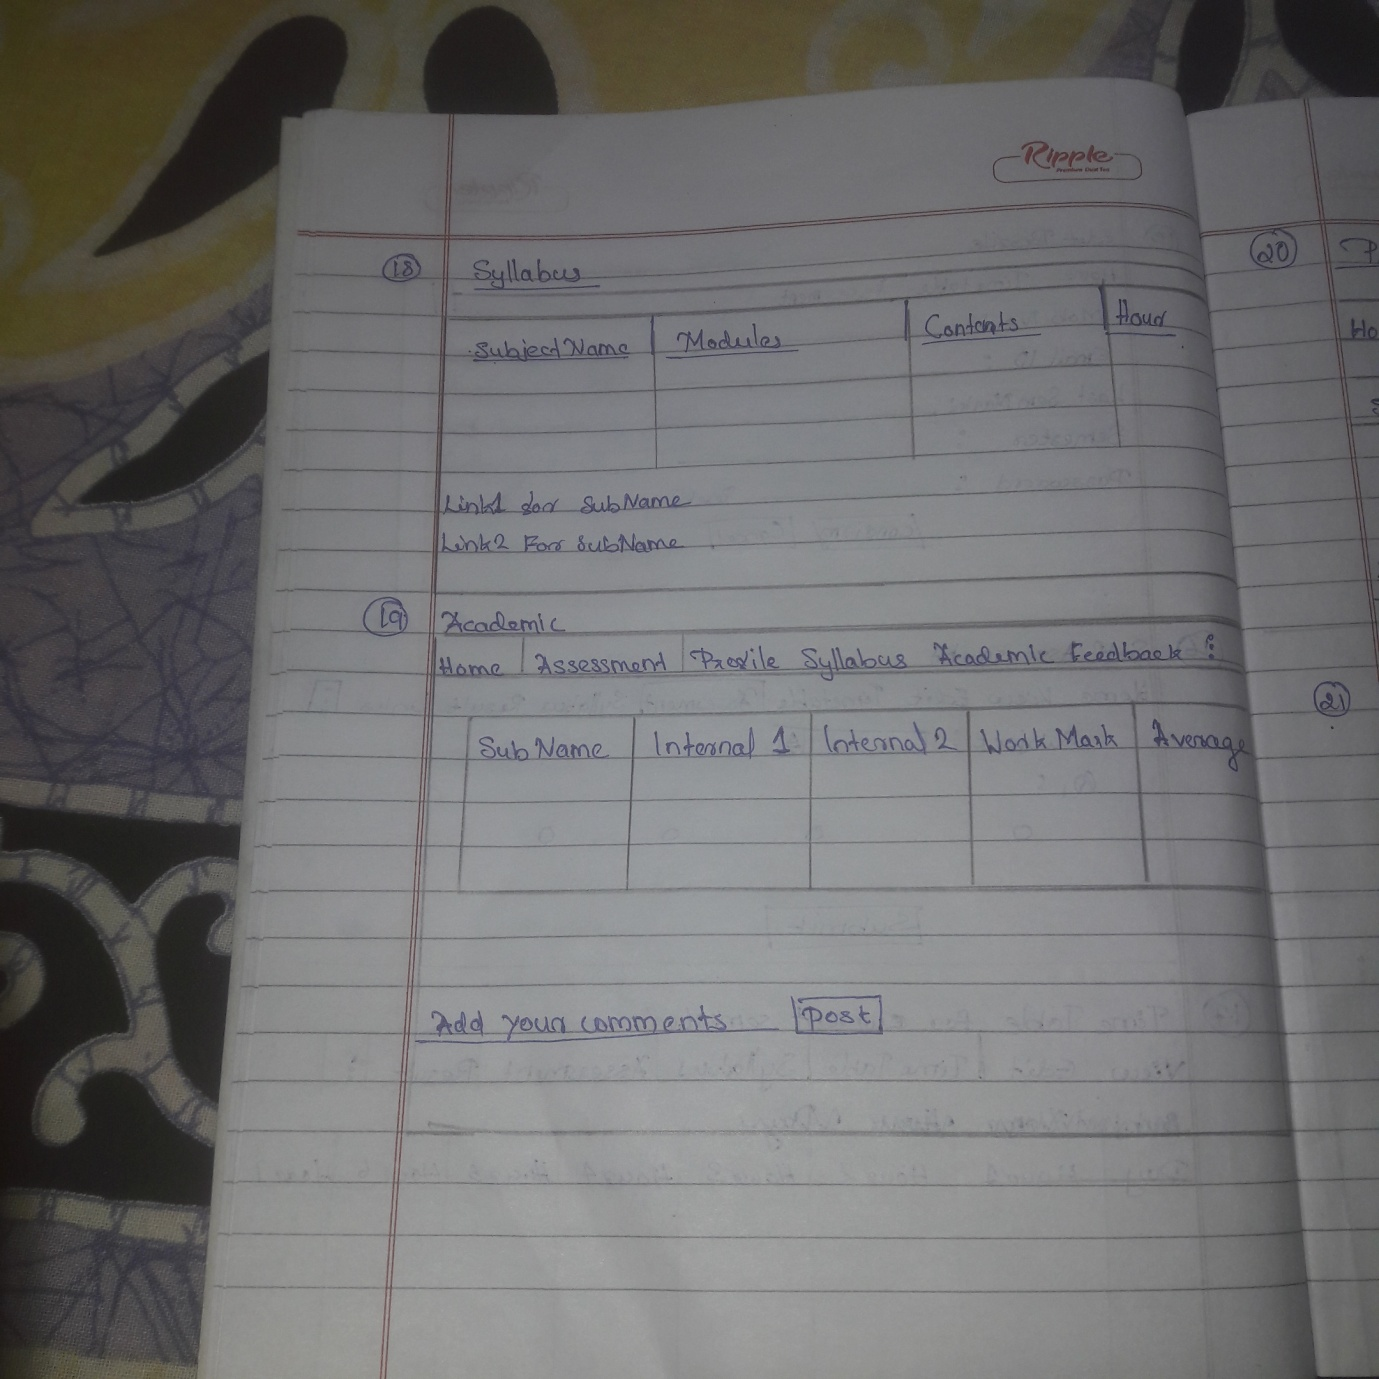 Ripple
18 Syllabus
Subject Name Modules Contents Hour
Link1 for SubName
Link2 For SubName
19 Academic
Home Assessment Profile Syllabus Academic Feedback :
Sub Name Internal 1 Internal 2 Work Mark Average
Add your comments Post
20
Ho
21